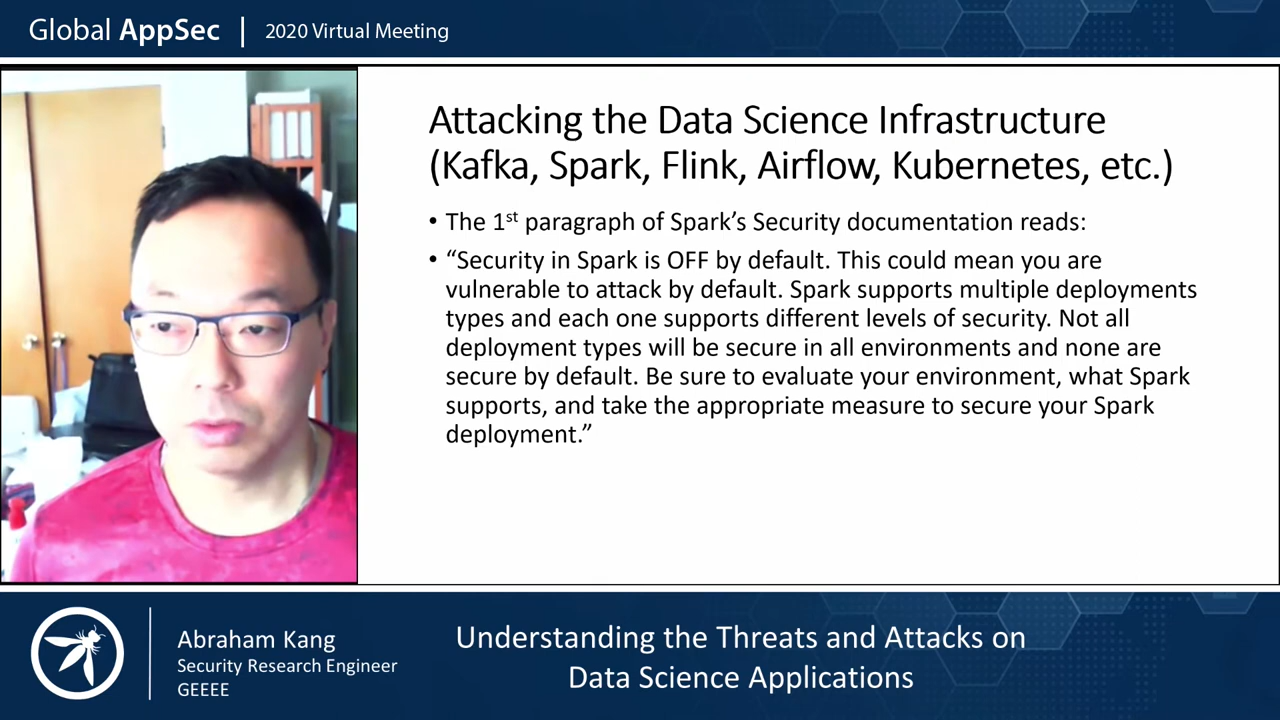 Global AppSec | 2020 Virtual Meeting
Attacking the Data Science Infrastructure
(Kafka, Spark, Flink, Airflow, Kubernetes, etc.)
• The 1st paragraph of Spark’s Security documentation reads:
• “Security in Spark is OFF by default. This could mean you are
vulnerable to attack by default. Spark supports multiple deployments
types and each one supports different levels of security. Not all
deployment types will be secure in all environments and none are
secure by default. Be sure to evaluate your environment, what Spark
supports, and take the appropriate measure to secure your Spark
deployment.”
Abraham Kang
Security Research Engineer
GEEEE
Understanding the Threats and Attacks on
Data Science Applications